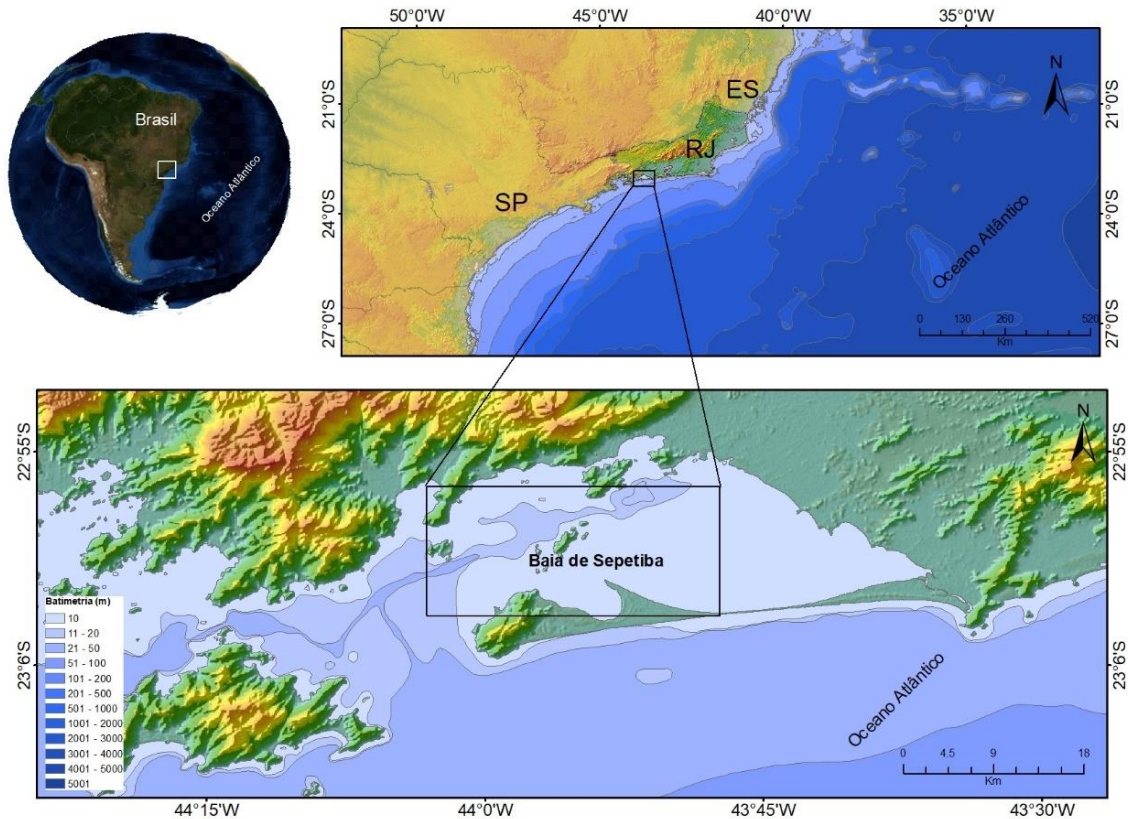 Brasil
Oceano Atlântico
50°0'0"W 45°0'0"W 40°0'0"W 35°0'0"W
21°0'0"S
24°0'0"S
27°0'0"S
ES
RJ
SP
N
Oceano Atlântico
0 130 260 520
Km
22°55'S
23°6'S
22°55'S
23°6'S
N
Baia de Sepetiba
Batimetria (m)
10
11 - 20
21 - 50
51 - 100
101 - 200
201 - 500
501 - 1000
1001 - 2000
2001 - 3000
3001 - 4000
4001 - 5000
5001
Oceano Atlântico
0 4.5 9 18
Km
44°15'W 44°0'W 43°45'W 43°30'W